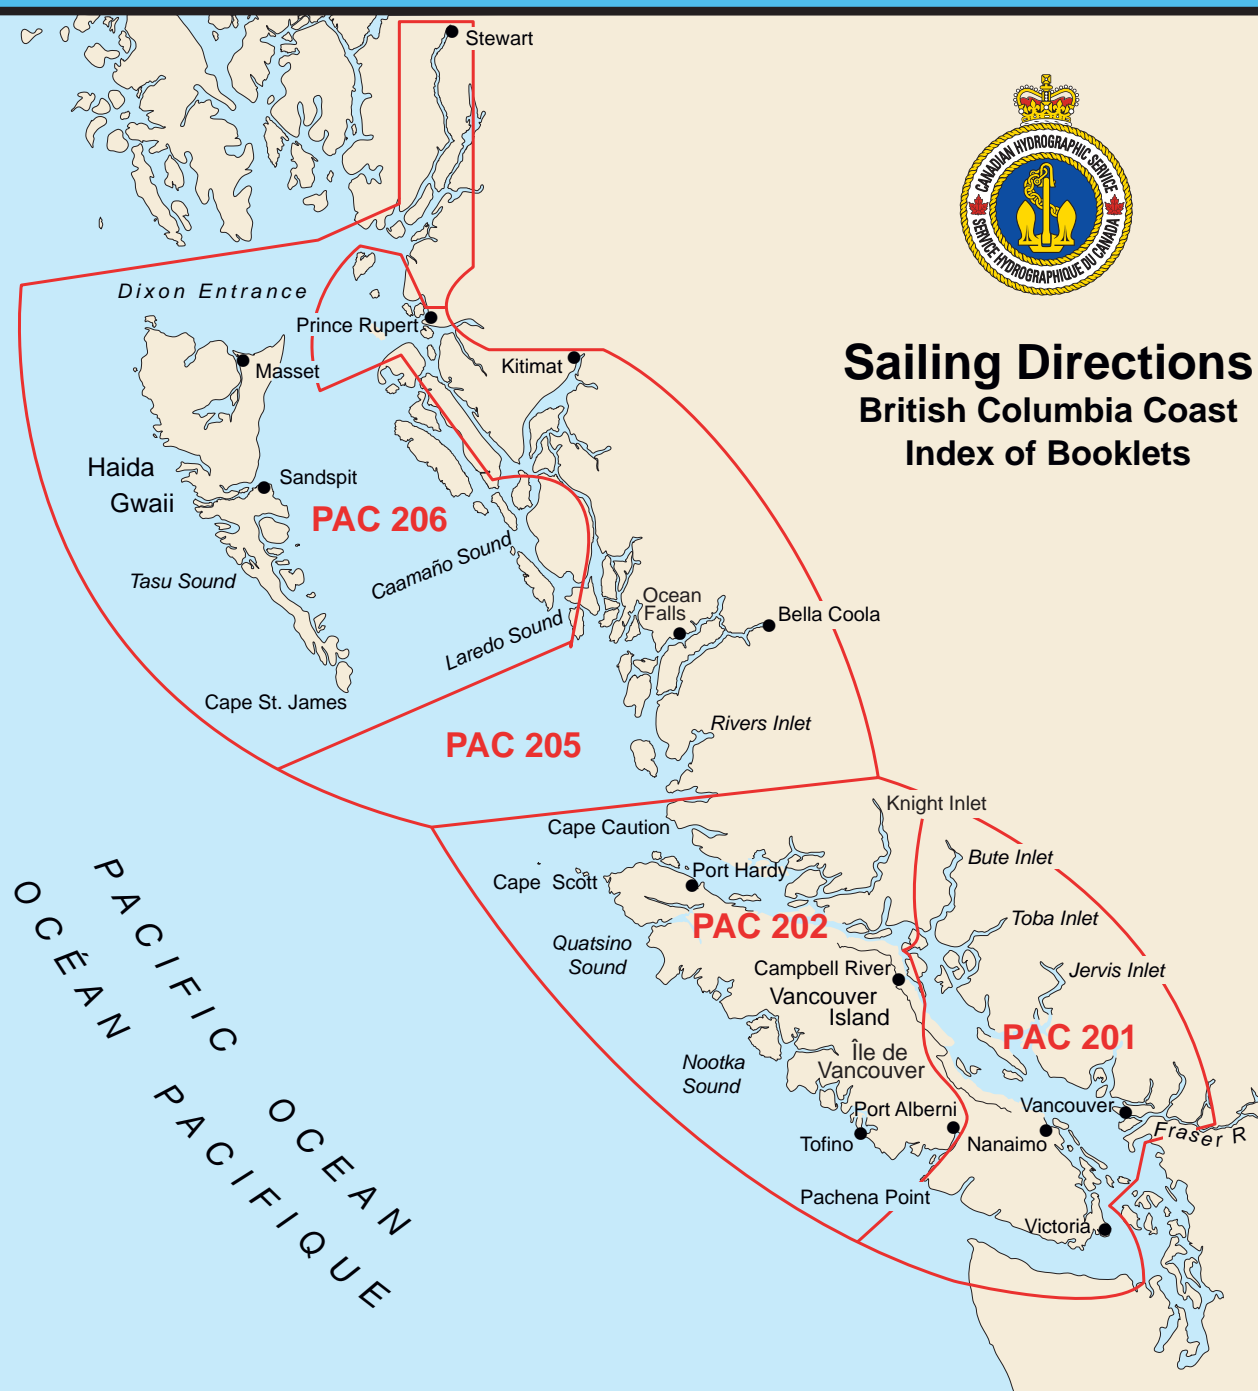 Stewart
CANADIAN HYDROGRAPHIC SERVICE
SERVICE HYDROGRAPHIQUE DU CANADA
Sailing Directions
British Columbia Coast
Index of Booklets
Dixon Entrance
Prince Rupert
Masset
Kitimat
Haida
Gwaii
Sandspit
PAC 206
Tasu Sound
Caamaño Sound
Ocean
Falls
Bella Coola
Laredo Sound
Cape St. James
PAC 205
Rivers Inlet
Knight Inlet
Cape Caution
Bute Inlet
Port Hardy
Cape Scott
PAC 202
Toba Inlet
Quatsino
Sound
Campbell River
Jervis Inlet
Vancouver
Island
PAC 201
Île de
Vancouver
Nootka
Sound
Port Alberni
Vancouver
Tofino
Nanaimo
Fraser R
Pachena Point
Victoria
PACIFIC OCEAN
OCÉAN PACIFIQUE